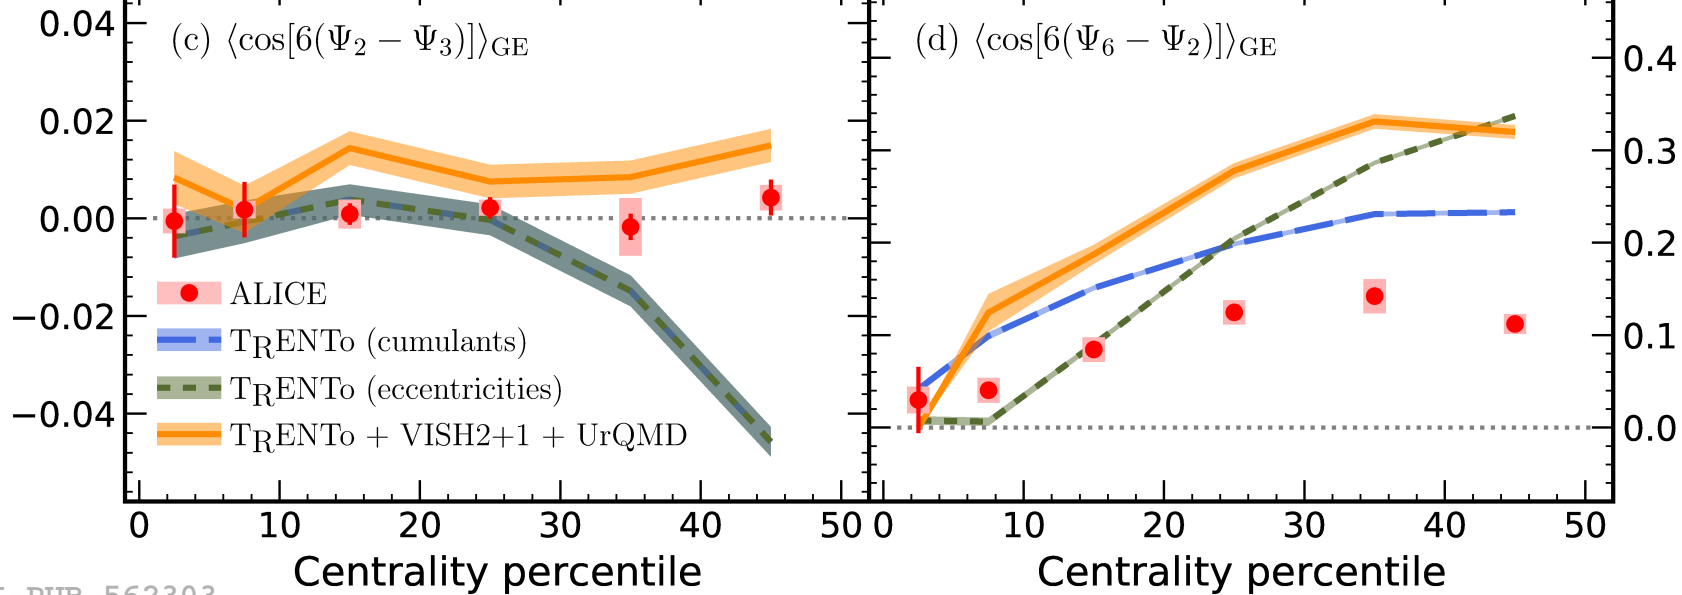 0.04
0.02
0.00
−0.02
−0.04
(c) ⟨cos[6(Ψ₂ − Ψ₃)]⟩GE
ALICE
TRENTo (cumulants)
TRENTo (eccentricities)
TRENTo + VISH2+1 + UrQMD
0 10 20 30 40 50
Centrality percentile
(d) ⟨cos[6(Ψ₆ − Ψ₂)]⟩GE
0.4
0.3
0.2
0.1
0.0
0 10 20 30 40 50
Centrality percentile
562303